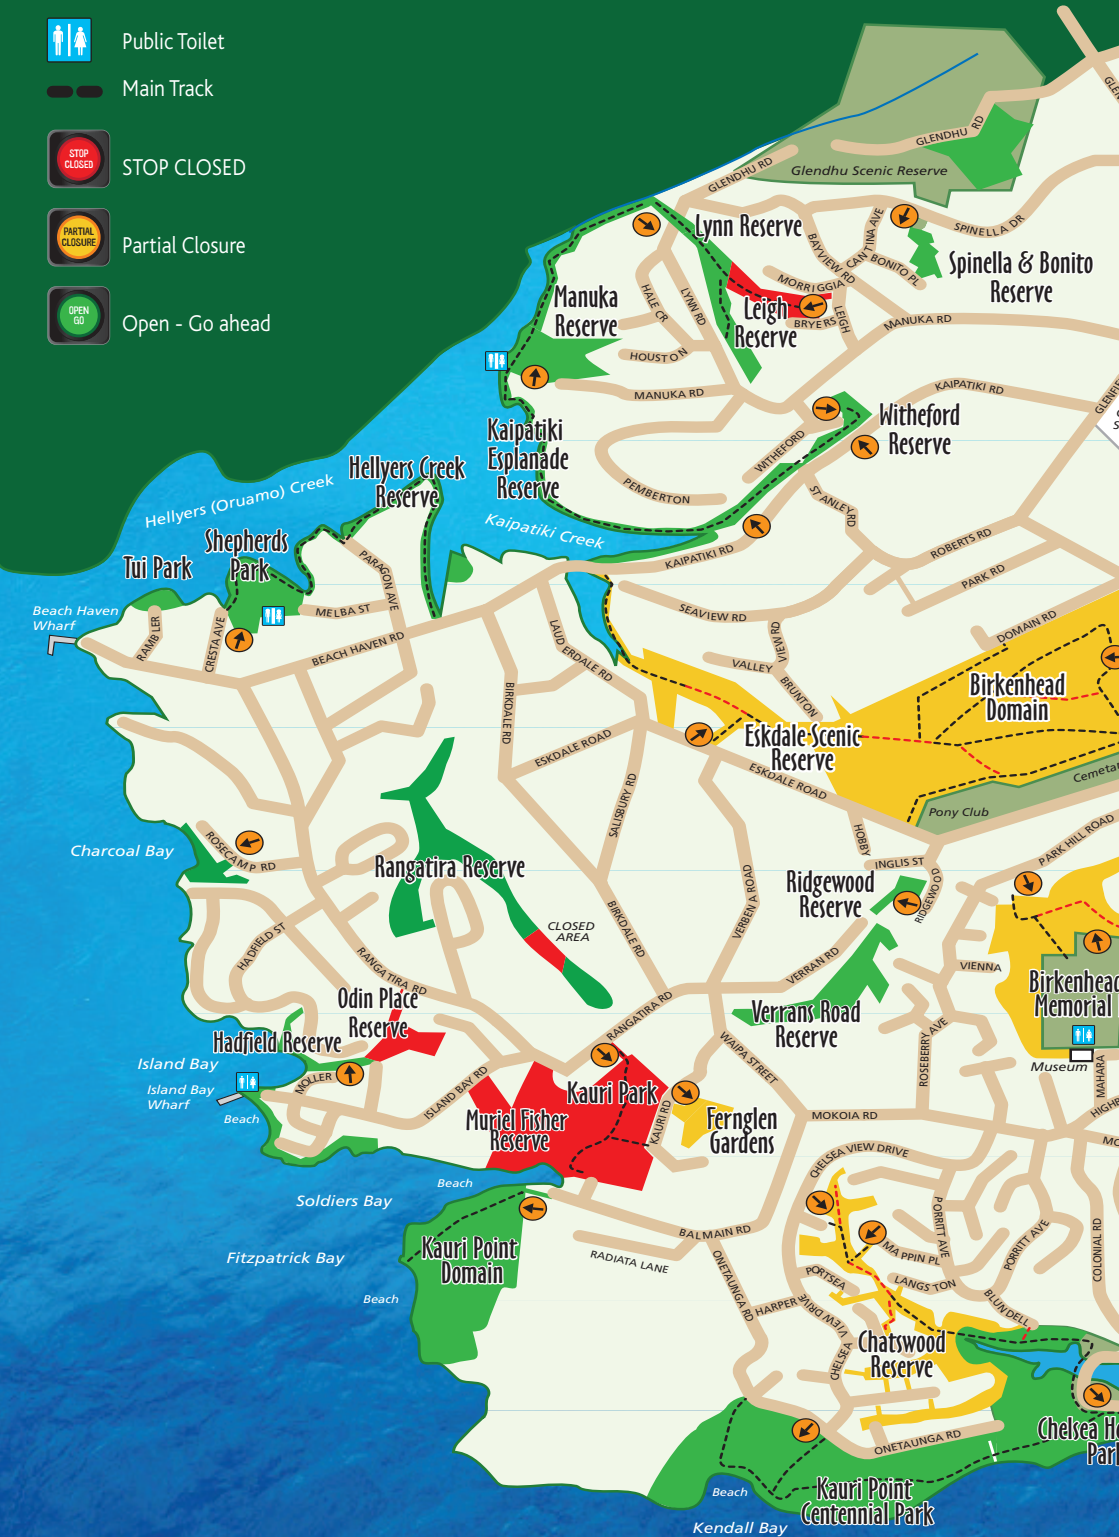 Public Toilet
Main Track
STOP
CLOSED
STOP CLOSED
PARTIAL
CLOSURE
Partial Closure
OPEN
GO
Open - Go ahead
GLENDHU RD
GLENDHU RD
Glendhu Scenic Reserve
Lynn Reserve
BAYVIEW RD
CANTINA AVE
BONITO PL
SPINELLA DR
Spinella & Bonito
Reserve
MORRIGGIA
Manuka
Reserve
HALE CR
LYNN RD
Leigh
Reserve
BRYERS
LEIGH
MANUKA RD
HOUSTON
MANUKA RD
KAIPATIKI RD
Witheford
Reserve
WITHEFORD
Kaipatiki
Esplanade
Reserve
PEMBERTON
STANLEY RD
Hellyers Creek
Reserve
Hellyers (Oruamo) Creek
Kaipatiki Creek
KAIPATIKI RD
ROBERTS RD
PARK RD
DOMAIN RD
Shepherds
Park
Tui Park
PARAGON AVE
Beach Haven
Wharf
RAMBLER
CRESTA AVE
MELBA ST
BEACH HAVEN RD
SEAVIEW RD
VIEW RD
VALLEY
BRUNTON
LAUDERDALE RD
BIRKDALE RD
Birkenhead
Domain
Eskdale Scenic
Reserve
ESKDALE ROAD
ESKDALE ROAD
SALISBURY RD
Pony Club
HOBBY
INGLIS ST
PARK HILL ROAD
RIDGEWOOD
Ridgewood
Reserve
Charcoal Bay
ROSECAMP RD
Rangatira Reserve
CLOSED
AREA
BIRKDALE RD
VERBENA ROAD
HADFIELD ST
RANGATIRA RD
VERRAN RD
VIENNA
Verrans Road
Reserve
Odin Place
Reserve
RANGATIRA RD
Hadfield Reserve
WAIPA STREET
ROSEBERRY AVE
Museum
MAHARA
Island Bay
Island Bay
Wharf
MOLLER
Beach
ISLAND BAY RD
Kauri Park
Muriel Fisher
Reserve
KAURI RD
Fernglen
Gardens
MOKOIA RD
CHELSEA VIEW DRIVE
Soldiers Bay
Beach
Fitzpatrick Bay
Kauri Point
Domain
Beach
BALMAIN RD
RADIATA LANE
ONETAUNGA RD
HARPER
PORTSEA
CHELSEA VIEW DRIVE
MAPPIN PL
LANGSTON
PORRITT AVE
PORRITT AVE
BLUNDELL
COLONIAL RD
Chatswood
Reserve
ONETAUNGA RD
Kauri Point
Centennial Park
Beach
Kendall Bay